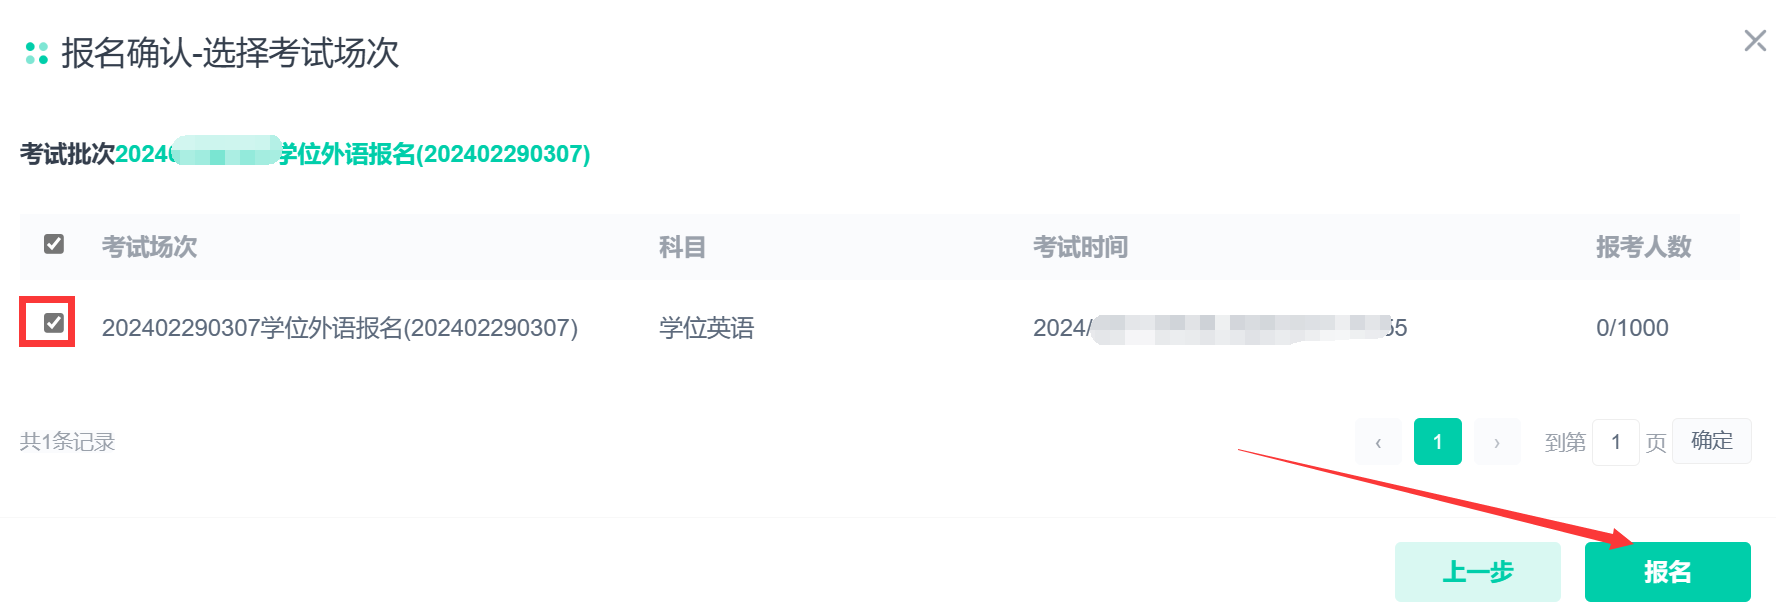 报名确认-选择考试场次
考试批次2024 学位外语报名(202402290307)
考试场次 科目 考试时间 报考人数
202402290307学位外语报名(202402290307) 学位英语 2024/ 55 0/1000
共1条记录 ‹ 1 › 到第 1 页 确定
上一步 报名